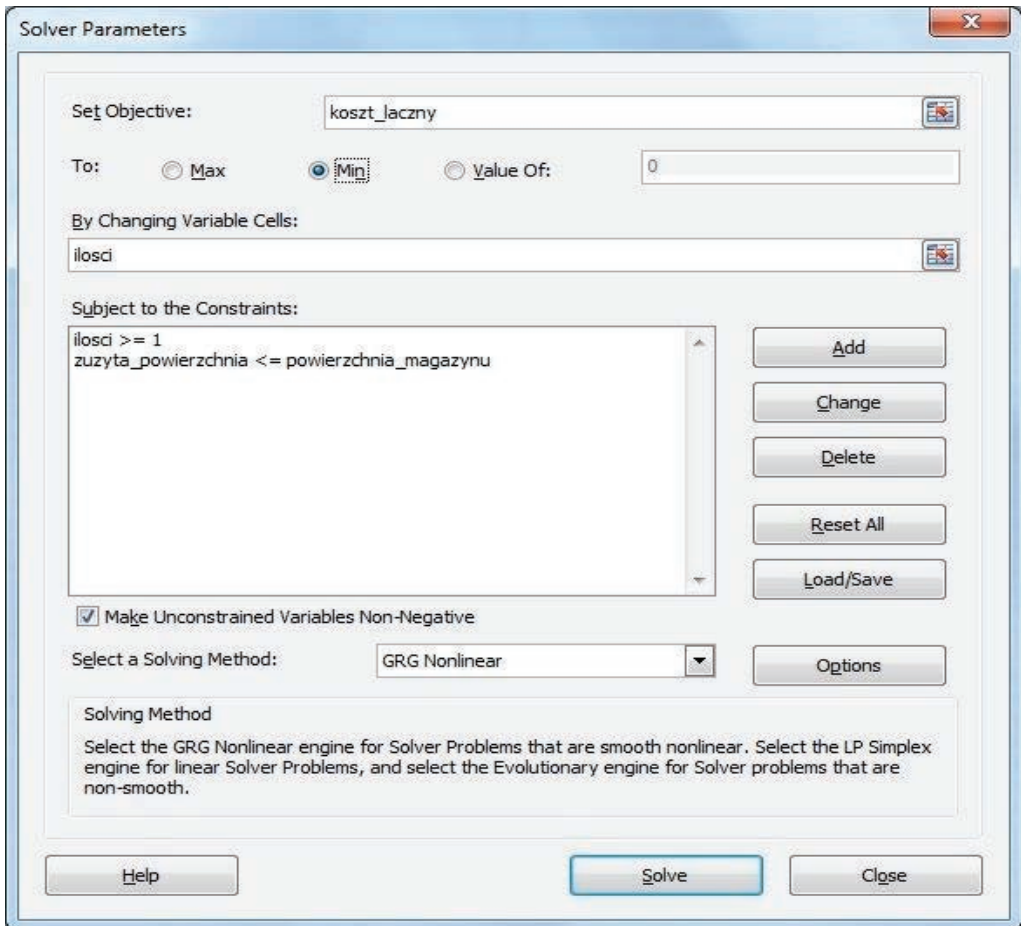 Solver Parameters
Set Objective:
koszt_laczny
To:
Max
Min
Value Of:
0
By Changing Variable Cells:
ilosci
Subject to the Constraints:
ilosci >= 1
zuzyta_powierzchnia <= powierzchnia_magazynu
Add
Change
Delete
Reset All
Load/Save
Make Unconstrained Variables Non-Negative
Select a Solving Method:
GRG Nonlinear
Options
Solving Method
Select the GRG Nonlinear engine for Solver Problems that are smooth nonlinear. Select the LP Simplex
engine for linear Solver Problems, and select the Evolutionary engine for Solver problems that are
non-smooth.
Help
Solve
Close